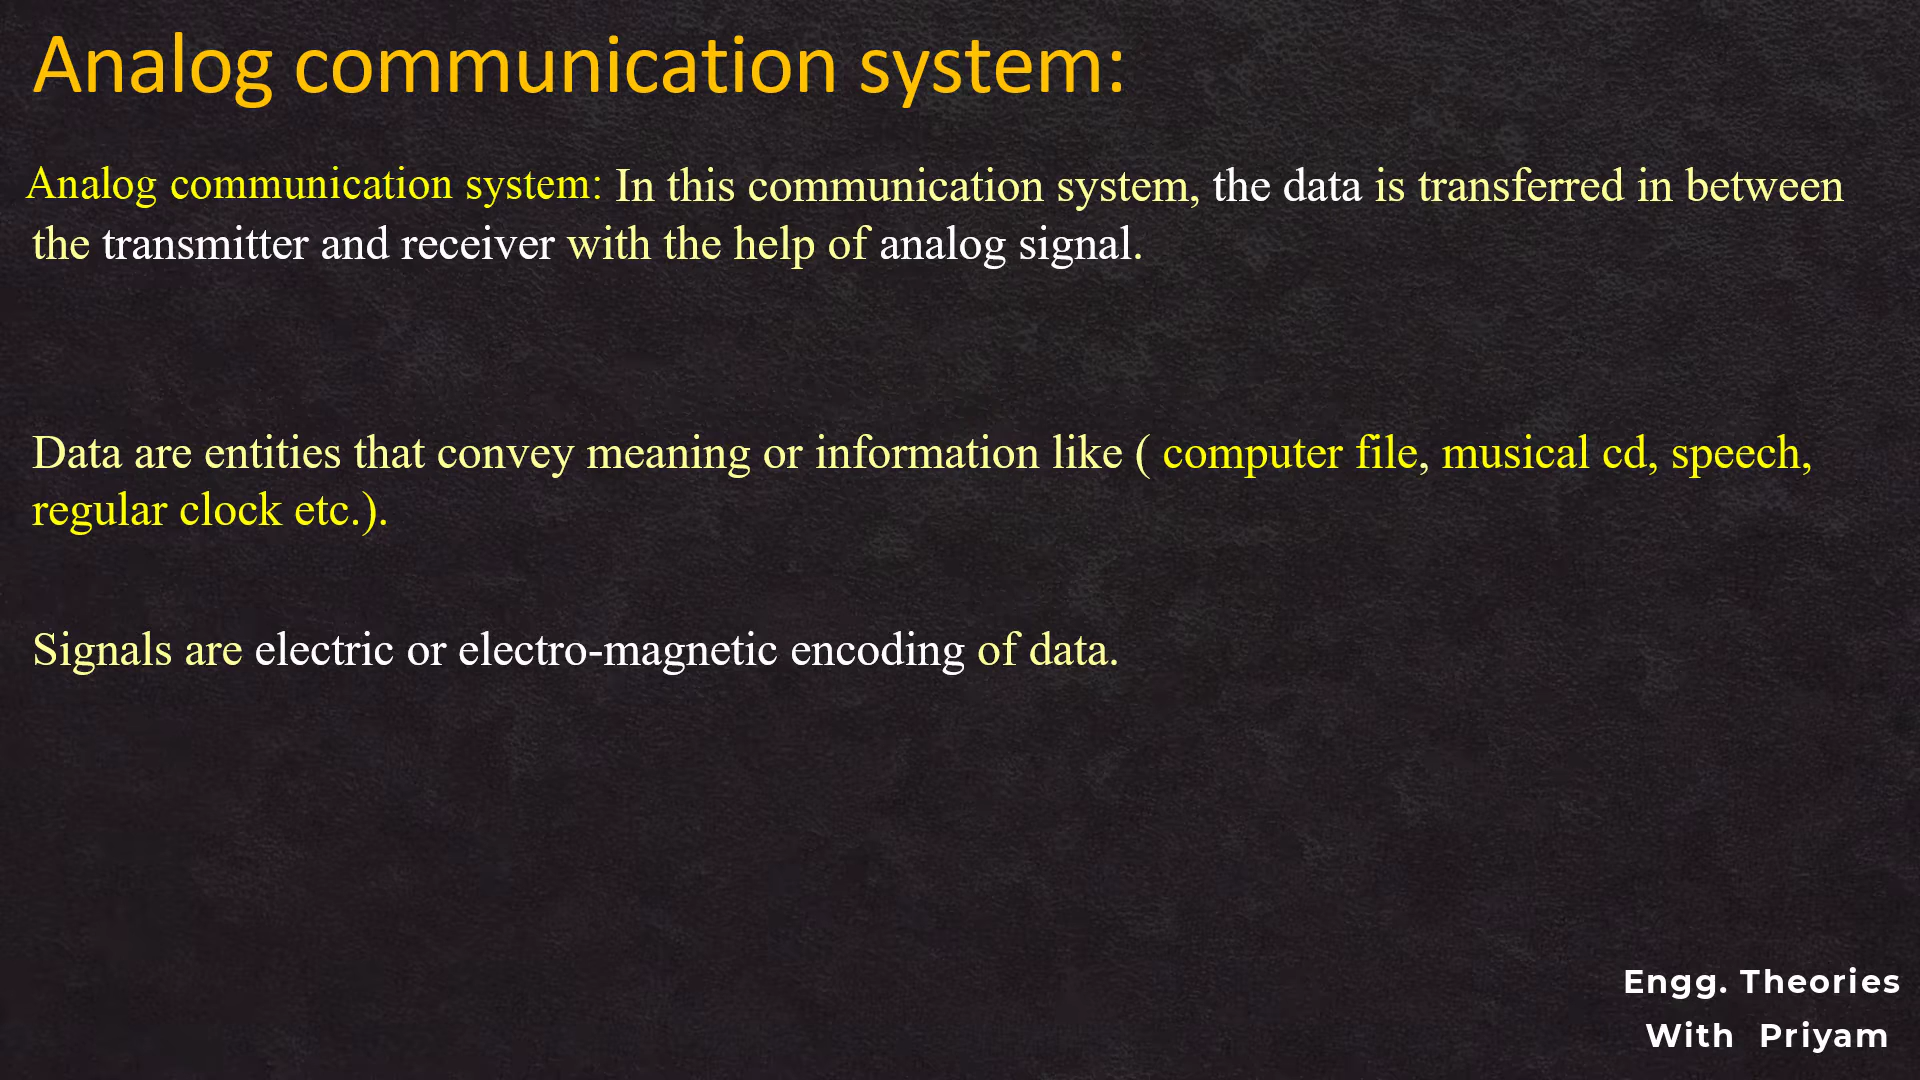 Analog communication system:
Analog communication system: In this communication system, the data is transferred in between
the transmitter and receiver with the help of analog signal.
Data are entities that convey meaning or information like ( computer file, musical cd, speech,
regular clock etc.).
Signals are electric or electro-magnetic encoding of data.
Engg. Theories
With Priyam